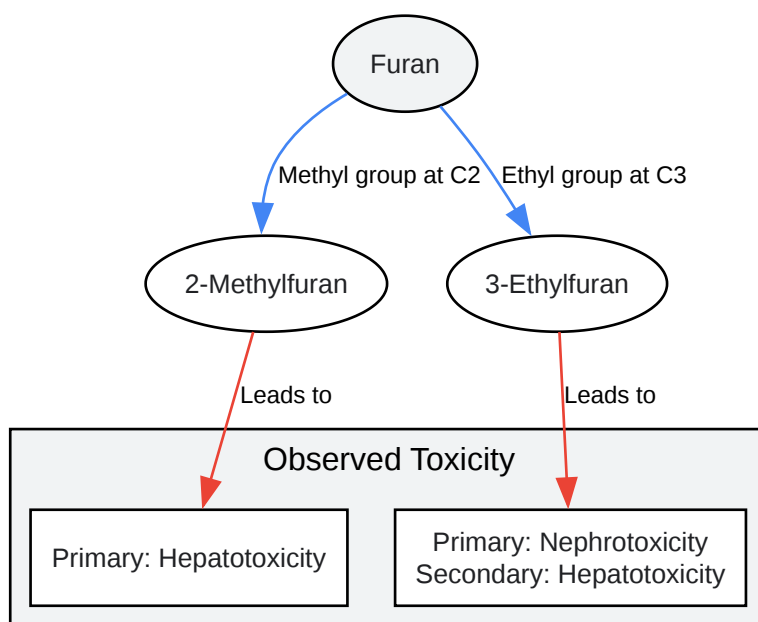 Furan
Methyl group at C2
Ethyl group at C3
2-Methylfuran
3-Ethylfuran
Leads to
Leads to
Observed Toxicity
Primary: Hepatotoxicity
Primary: Nephrotoxicity
Secondary: Hepatotoxicity